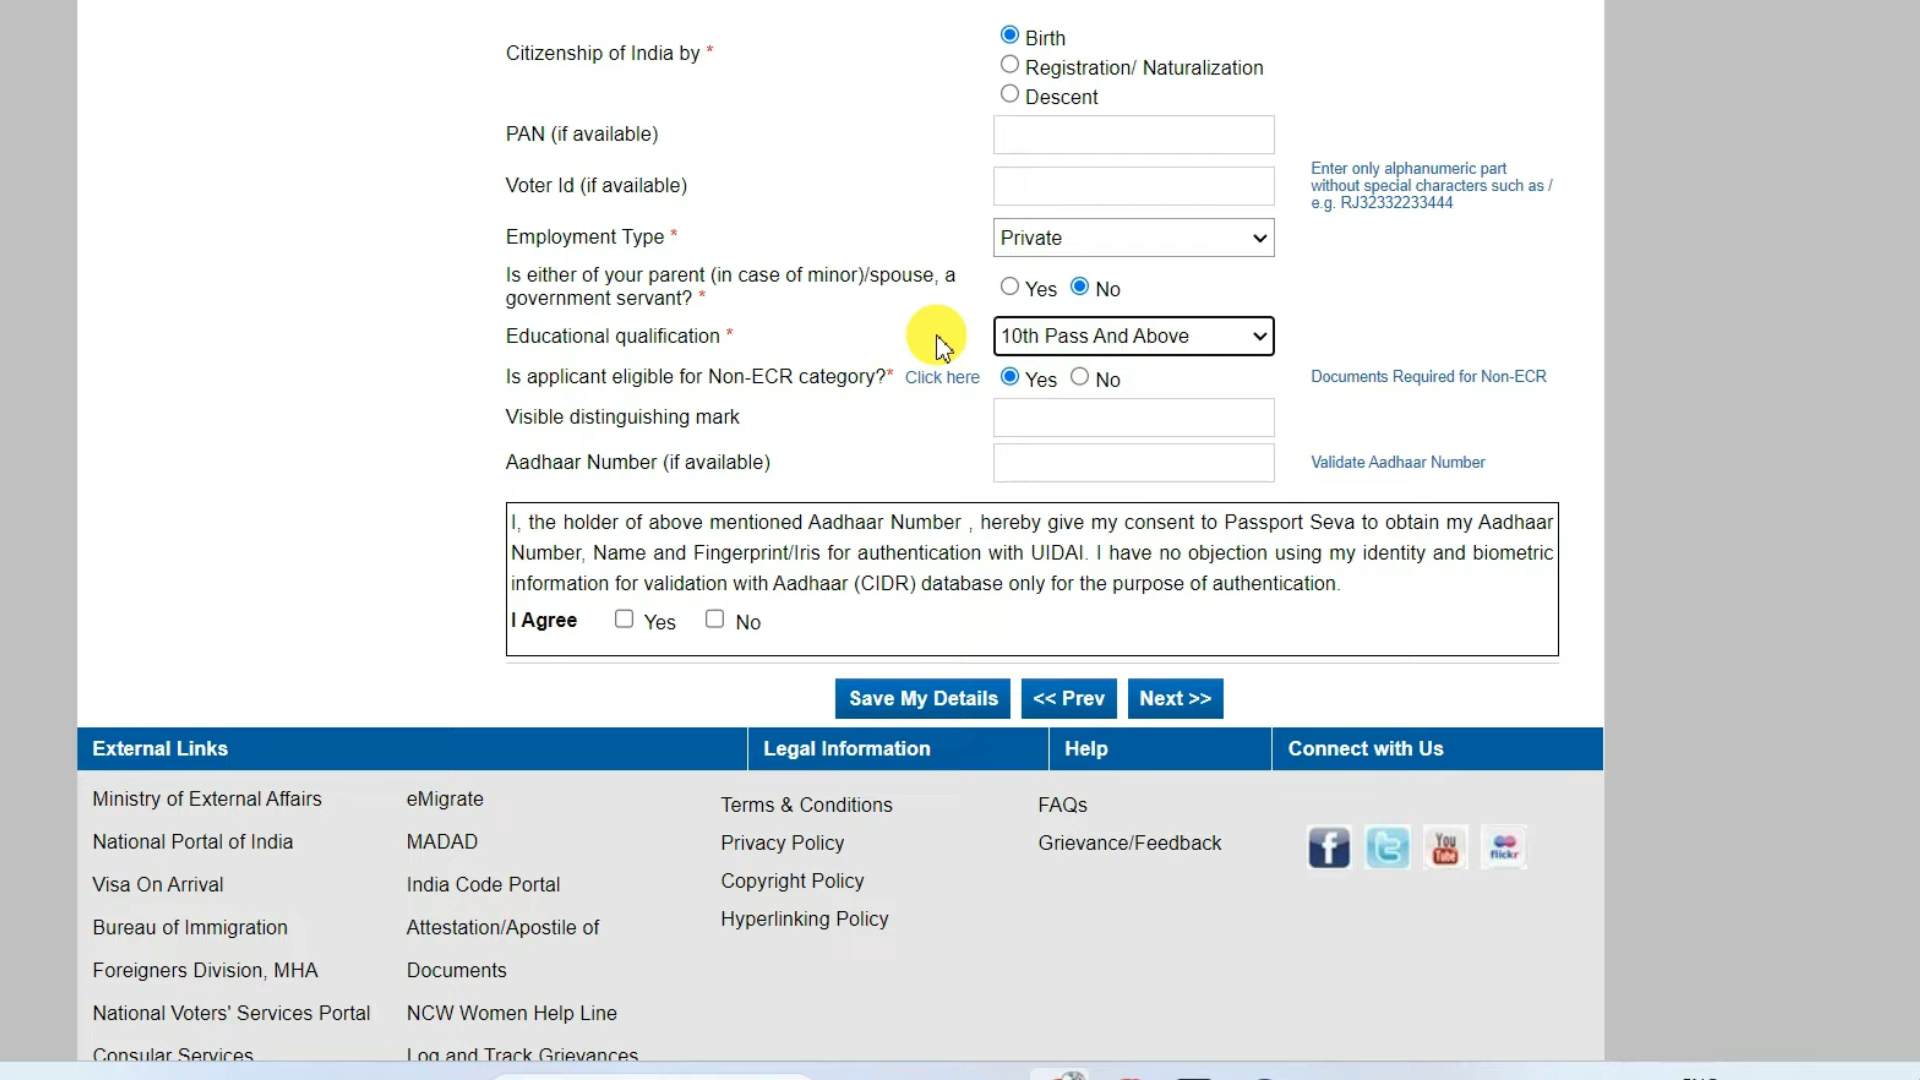 Citizenship of India by *
Birth
Registration/ Naturalization
Descent
PAN (if available)
Voter Id (if available)
Enter only alphanumeric part
without special characters such as /
e.g. RJ32332233444
Employment Type *
Private
Is either of your parent (in case of minor)/spouse, a
government servant? *
Yes No
Educational qualification *
10th Pass And Above
Is applicant eligible for Non-ECR category?* Click here
Yes No
Documents Required for Non-ECR
Visible distinguishing mark
Aadhaar Number (if available)
Validate Aadhaar Number
I, the holder of above mentioned Aadhaar Number , hereby give my consent to Passport Seva to obtain my Aadhaar
Number, Name and Fingerprint/Iris for authentication with UIDAI. I have no objection using my identity and biometric
information for validation with Aadhaar (CIDR) database only for the purpose of authentication.
I Agree Yes No
Save My Details << Prev Next >>
External Links
Legal Information
Help
Connect with Us
Ministry of External Affairs
National Portal of India
Visa On Arrival
Bureau of Immigration
Foreigners Division, MHA
National Voters' Services Portal
Consular Services
eMigrate
MADAD
India Code Portal
Attestation/Apostile of
Documents
NCW Women Help Line
Log and Track Grievances
Terms & Conditions
Privacy Policy
Copyright Policy
Hyperlinking Policy
FAQs
Grievance/Feedback
You
Tube
flickr